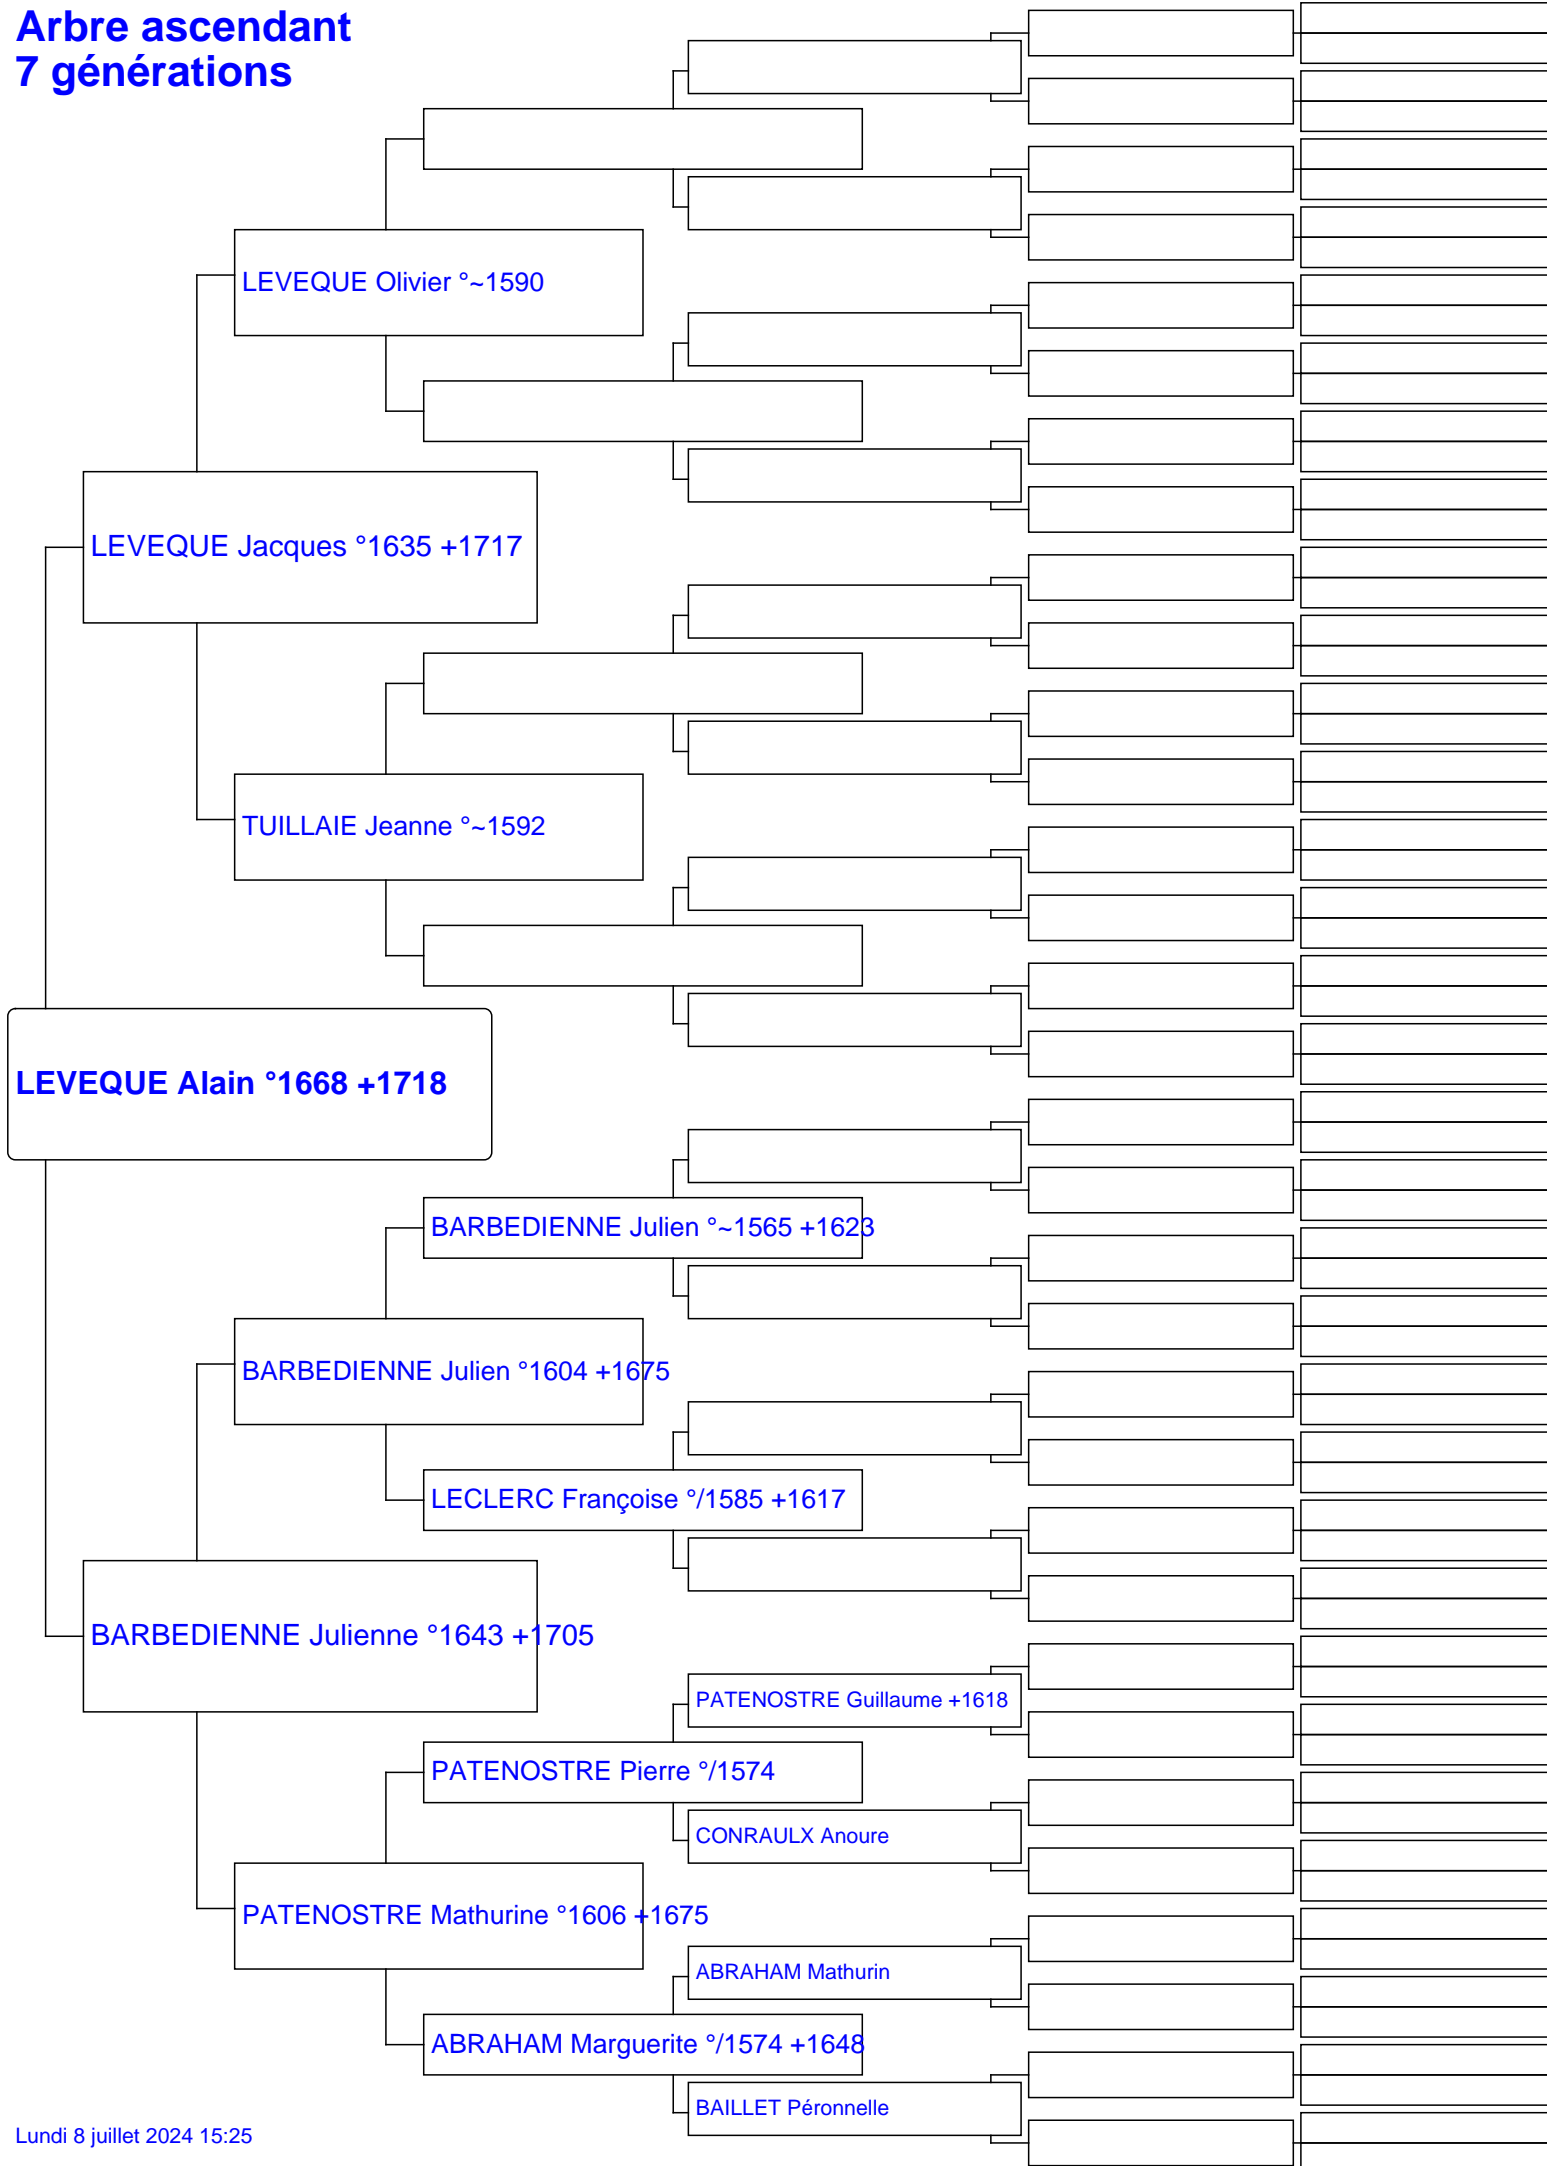 Arbre ascendant
7 générations
LEVEQUE Olivier °~1590
LEVEQUE Jacques °1635 +1717
TUILLAIE Jeanne °~1592
LEVEQUE Alain °1668 +1718
BARBEDIENNE Julien °~1565 +1623
BARBEDIENNE Julien °1604 +1675
LECLERC Françoise °/1585 +1617
BARBEDIENNE Julienne °1643 +1705
PATENOSTRE Guillaume +1618
PATENOSTRE Pierre °/1574
CONRAULX Anoure
PATENOSTRE Mathurine °1606 +1675
ABRAHAM Mathurin
ABRAHAM Marguerite °/1574 +1648
BAILLET Péronnelle
Lundi 8 juillet 2024 15:25